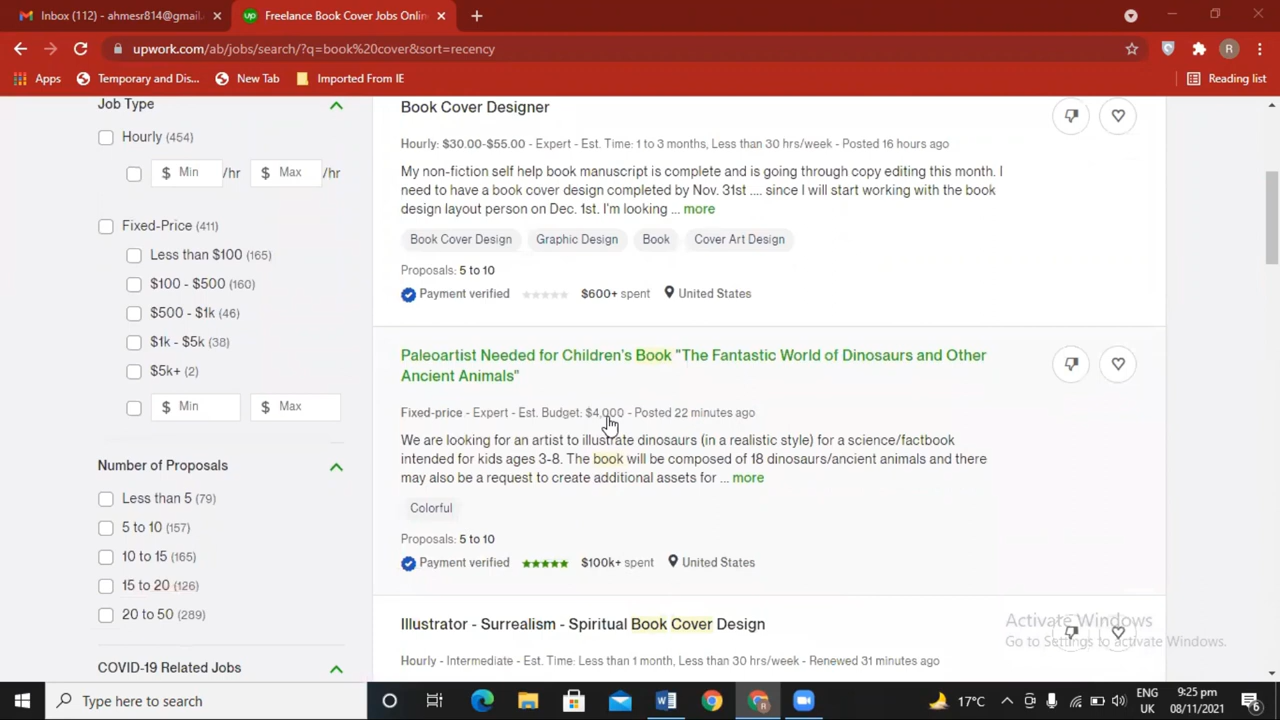 Inbox (112) - ahmesr814@gmail.
Freelance Book Cover Jobs Onlin
upwork.com/ab/jobs/search/?q=book%20cover&sort=recency
R
Apps
Temporary and Dis...
New Tab
Imported From IE
Reading list
Job Type
Hourly (454)
$ Min /hr $ Max /hr
Fixed-Price (411)
Less than $100 (165)
$100 - $500 (160)
$500 - $1k (46)
$1k - $5k (38)
$5k+ (2)
$ Min $ Max
Number of Proposals
Less than 5 (79)
5 to 10 (157)
10 to 15 (165)
15 to 20 (126)
20 to 50 (289)
COVID-19 Related Jobs
Book Cover Designer
Hourly: $30.00-$55.00 - Expert - Est. Time: 1 to 3 months, Less than 30 hrs/week - Posted 16 hours ago
My non-fiction self help book manuscript is complete and is going through copy editing this month. I
need to have a book cover design completed by Nov. 31st .... since I will start working with the book
design layout person on Dec. 1st. I'm looking ... more
Book Cover Design Graphic Design Book Cover Art Design
Proposals: 5 to 10
Payment verified $600+ spent United States
Paleoartist Needed for Children's Book "The Fantastic World of Dinosaurs and Other
Ancient Animals"
Fixed-price - Expert - Est. Budget: $4,000 - Posted 22 minutes ago
We are looking for an artist to illustrate dinosaurs (in a realistic style) for a science/factbook
intended for kids ages 3-8. The book will be composed of 18 dinosaurs/ancient animals and there
may also be a request to create additional assets for ... more
Colorful
Proposals: 5 to 10
Payment verified $100k+ spent United States
Illustrator - Surrealism - Spiritual Book Cover Design
Hourly - Intermediate - Est. Time: Less than 1 month, Less than 30 hrs/week - Renewed 31 minutes ago
Activate Windows
Go to Settings to activate Windows.
Type here to search
17°C
ENG
UK
9:25 pm
08/11/2021
6